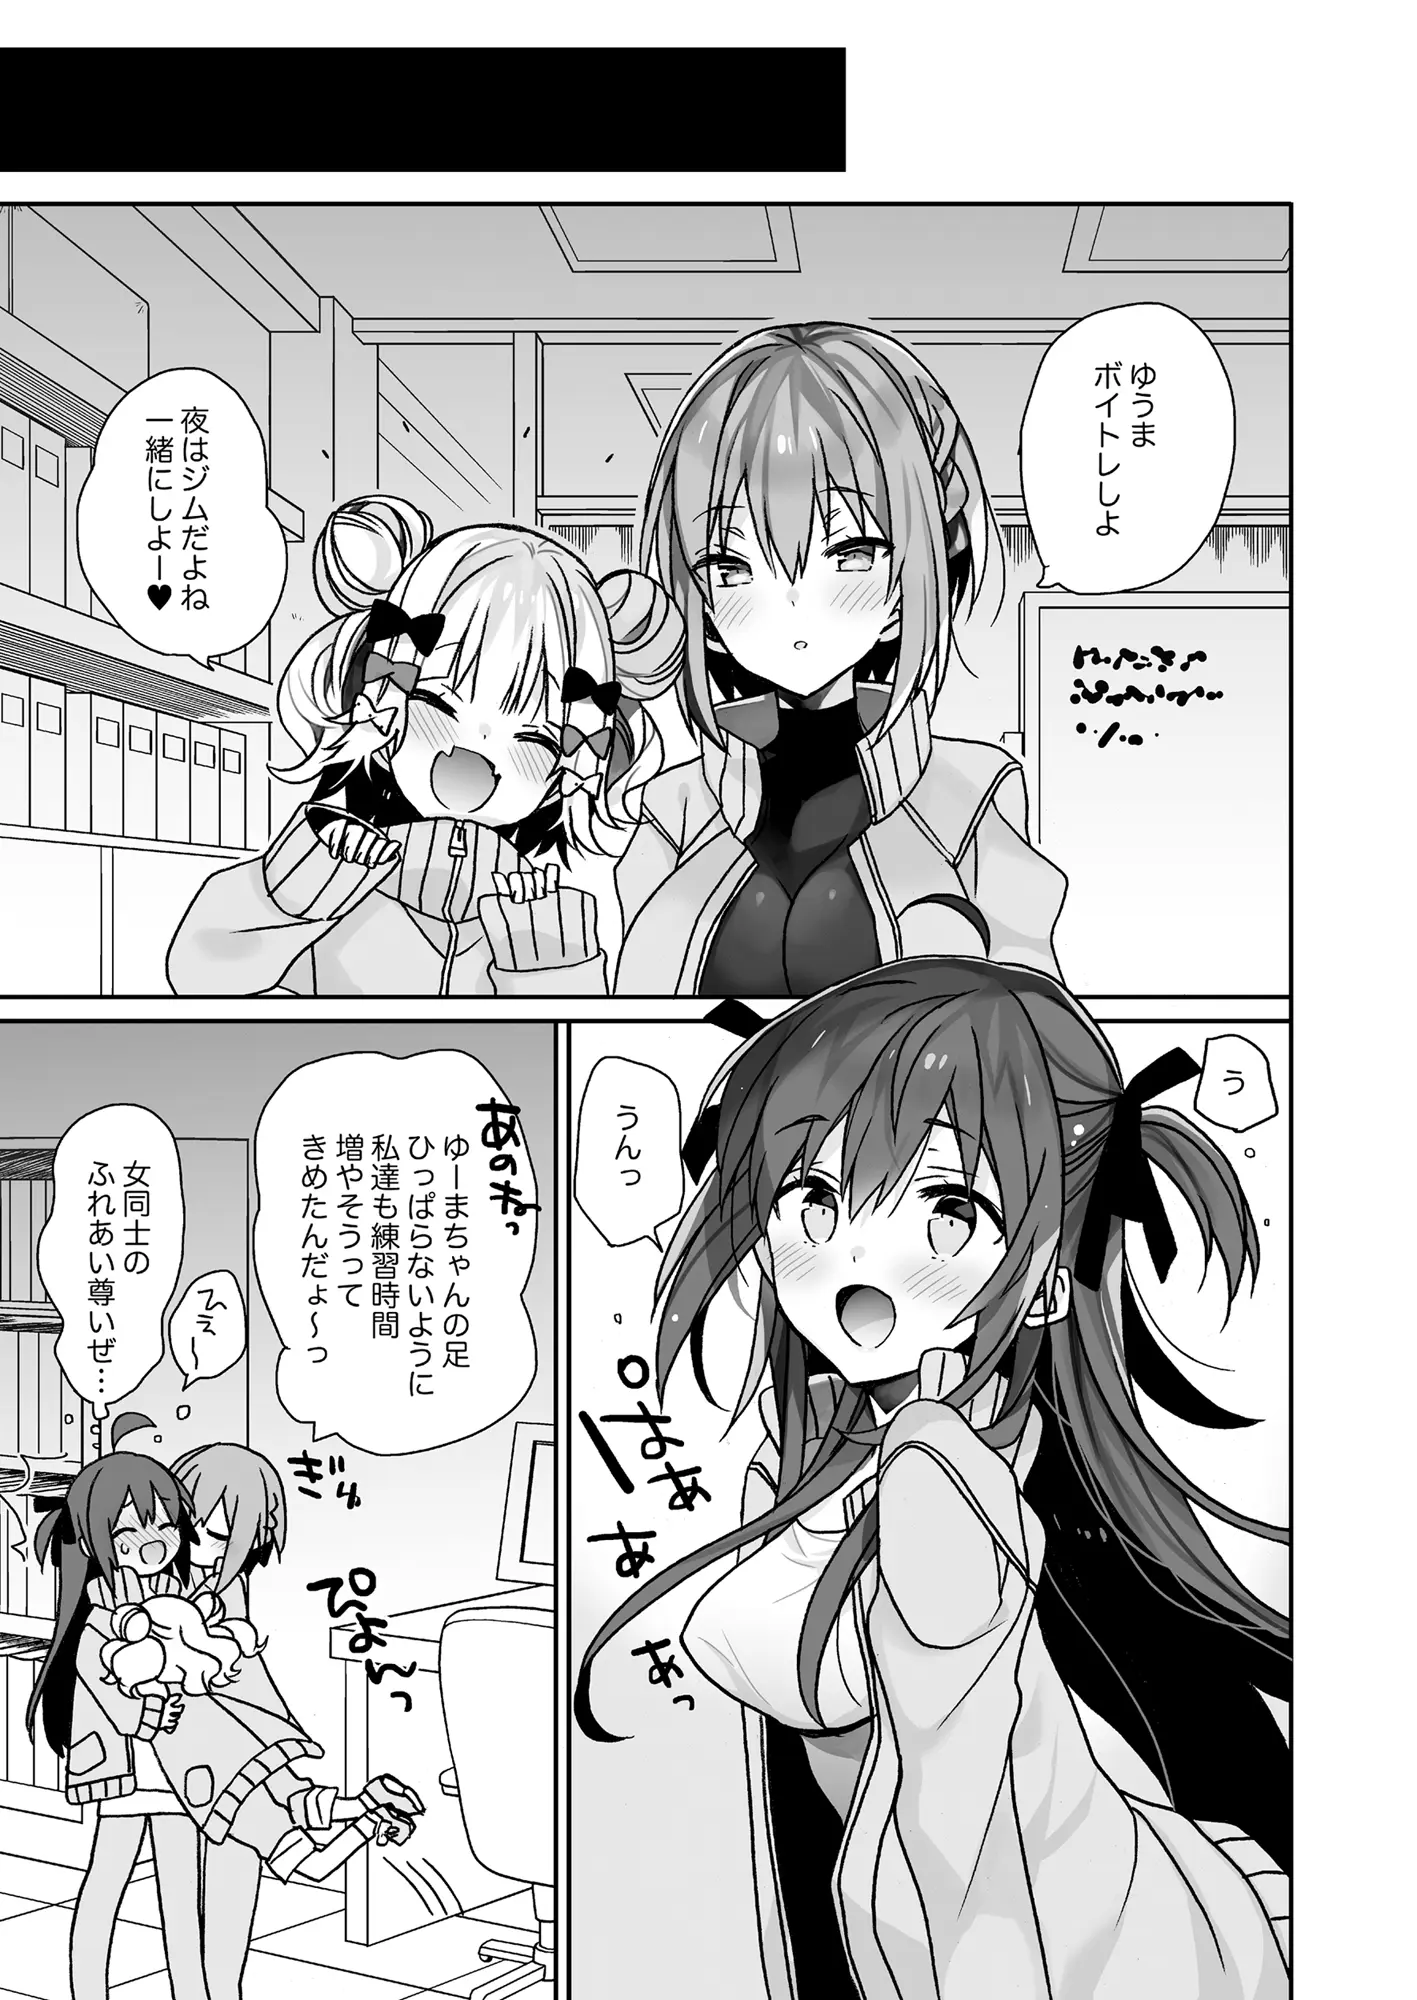 ゆうま
ボイトレしよ
夜はジムだよね
一緒にしよー♥
う
うんっ
ぱああ
あぁっ
あのねっ
ゆーまちゃんの足
ひっぱらないように
私達も練習時間
増やそうって
きめたんだょ〜っ
女同士の
ふれあい尊いぜ…
ひぇ〜
ぎゅ
ぴょんっ